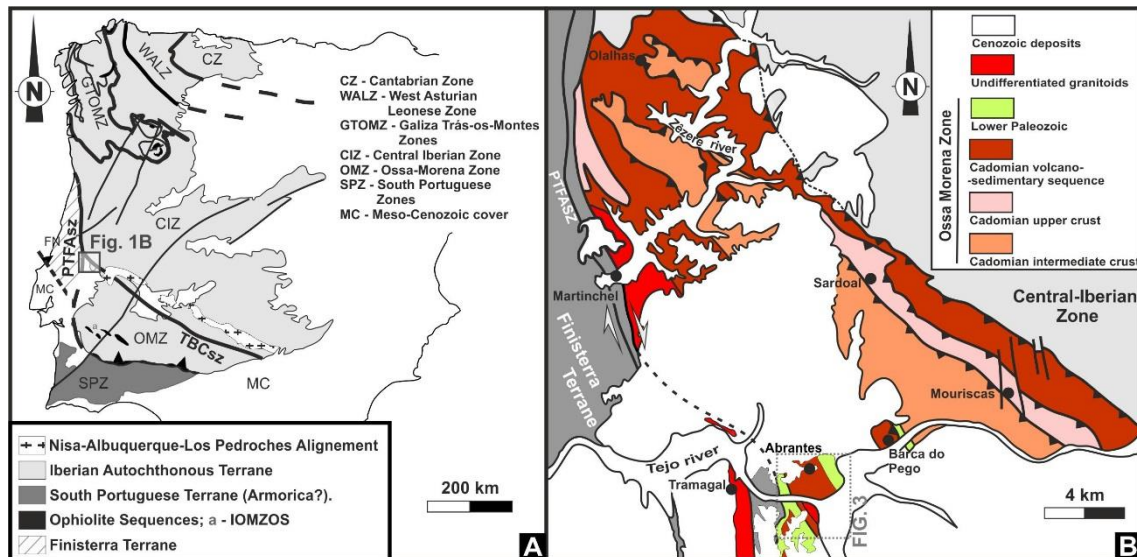 N
GTOMZ
WALZ
CZ
CZ - Cantabrian Zone
WALZ - West Asturian
Leonese Zone
GTOMZ - Galiza Trás-os-Montes
Zones
CIZ - Central Iberian Zone
OMZ - Ossa-Morena Zone
SPZ - South Portuguese
Zones
MC - Meso-Cenozoic cover
CIZ
PTFASz
Fig. 1B
FN
MC
a
OMZ
TBCsz
SPZ
MC
Nisa-Albuquerque-Los Pedroches Alignement
Iberian Autochthonous Terrane
South Portuguese Terrane (Armorica?).
Ophiolite Sequences; a - IOMZOS
Finisterra Terrane
200 km
A
N
Olalhas
Zêzere river
PTFASZ
Martinchel
Finisterra
Terrane
Sardoal
Central-Iberian
Zone
Mouriscas
Abrantes
Barca do
Pego
Tejo river
Tramagal
FIG. 3
4 km
B
Cenozoic deposits
Undifferentiated granitoids
Ossa Morena Zone
Lower Paleozoic
Cadomian volcano-
-sedimentary sequence
Cadomian upper crust
Cadomian intermediate crust